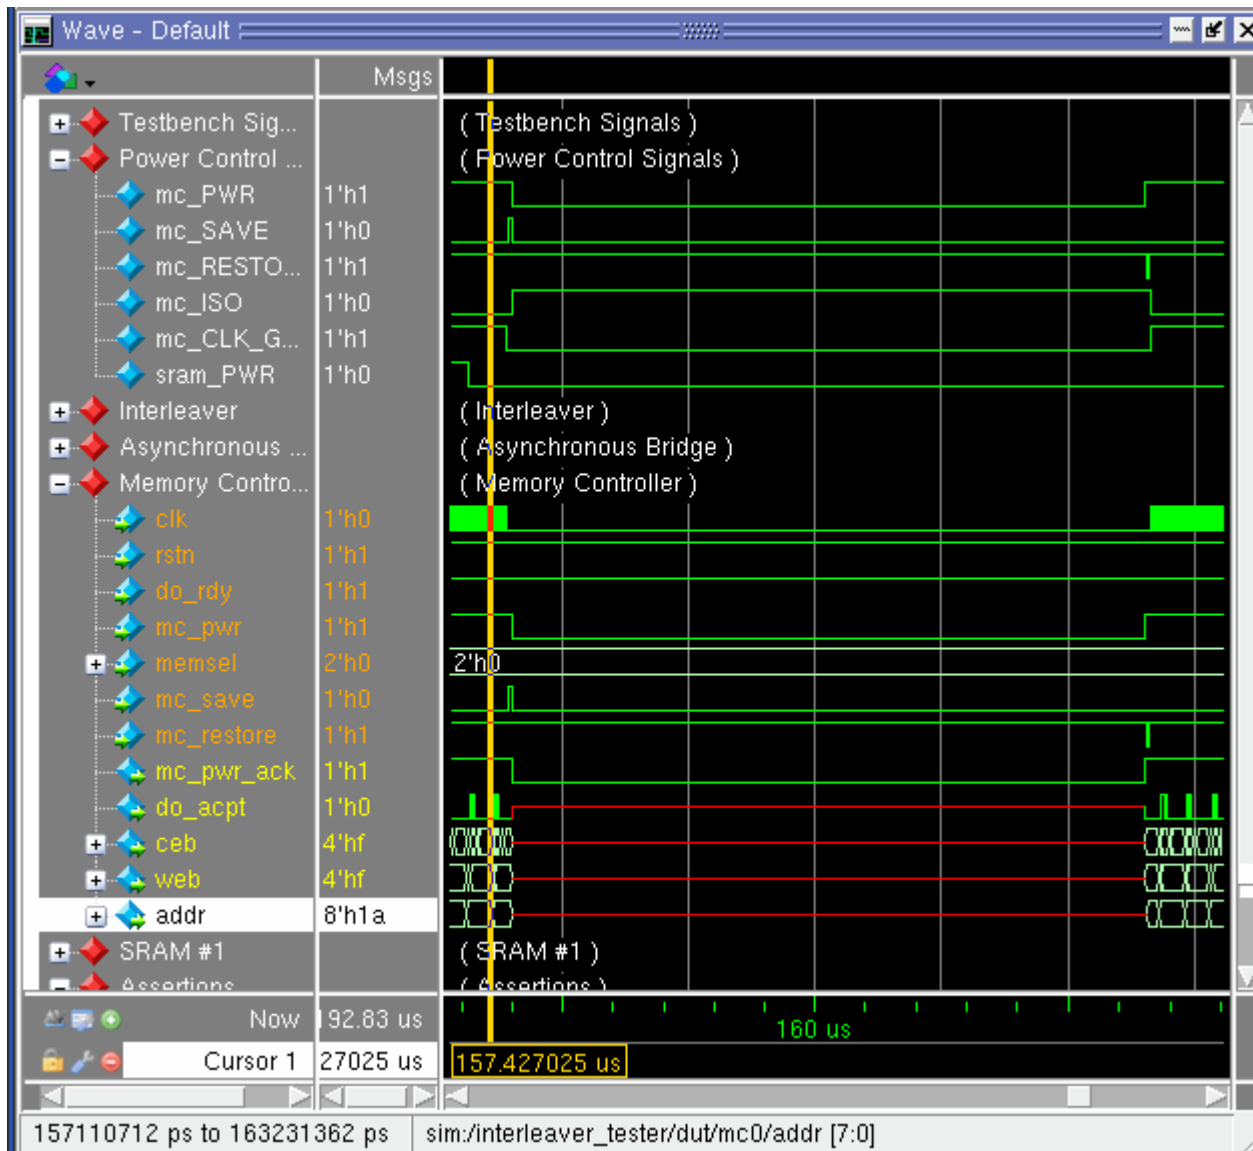 Wave - Default
Msgs
Testbench Sig... ( Testbench Signals )
Power Control ... ( Power Control Signals )
mc_PWR 1'h1
mc_SAVE 1'h0
mc_RESTO... 1'h1
mc_ISO 1'h0
mc_CLK_G... 1'h1
sram_PWR 1'h0
Interleaver ( Interleaver )
Asynchronous ... ( Asynchronous Bridge )
Memory Contro... ( Memory Controller )
clk 1'h0
rstn 1'h1
do_rdy 1'h1
mc_pwr 1'h1
memsel 2'h0 2'h0
mc_save 1'h0
mc_restore 1'h1
mc_pwr_ack 1'h1
do_acpt 1'h0
ceb 4'hf
web 4'hf
addr 8'h1a
SRAM #1 ( SRAM #1 )
Assertions ( Assertions )
Now 92.83 us 160 us
Cursor 1 27025 us 157.427025 us
157110712 ps to 163231362 ps sim:/interleaver_tester/dut/mc0/addr [7:0]